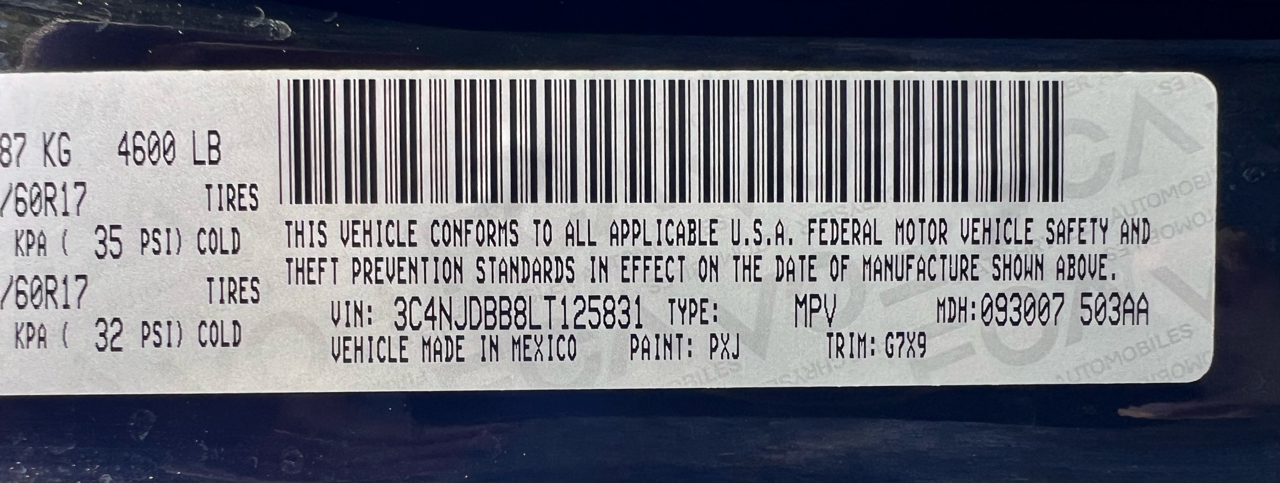 87 KG 4600 LB
/60R17 TIRES
KPA ( 35 PSI) COLD
/60R17 TIRES
KPA ( 32 PSI) COLD
THIS VEHICLE CONFORMS TO ALL APPLICABLE U.S.A. FEDERAL MOTOR VEHICLE SAFETY AND
THEFT PREVENTION STANDARDS IN EFFECT ON THE DATE OF MANUFACTURE SHOWN ABOVE.
VIN: 3C4NJDBB8LT125831 TYPE: MPV MDH:093007 503AA
VEHICLE MADE IN MEXICO PAINT: PXJ TRIM: G7X9
AUTOMOBILES